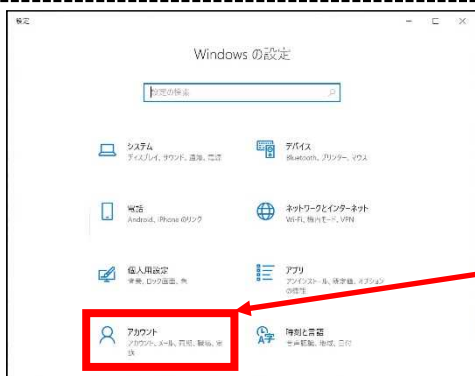 設定
Windows の設定
設定の検索
システム
ディスプレイ、サウンド、通知、電源
デバイス
Bluetooth、プリンター、マウス
電話
Android、iPhone のリンク
ネットワークとインターネット
Wi-Fi、機内モード、VPN
個人用設定
背景、ロック画面、色
アプリ
アンインストール、既定値、オプション
の機能
アカウント
アカウント、メール、同期、職場、家
族
時刻と言語
音声認識、地域、日付